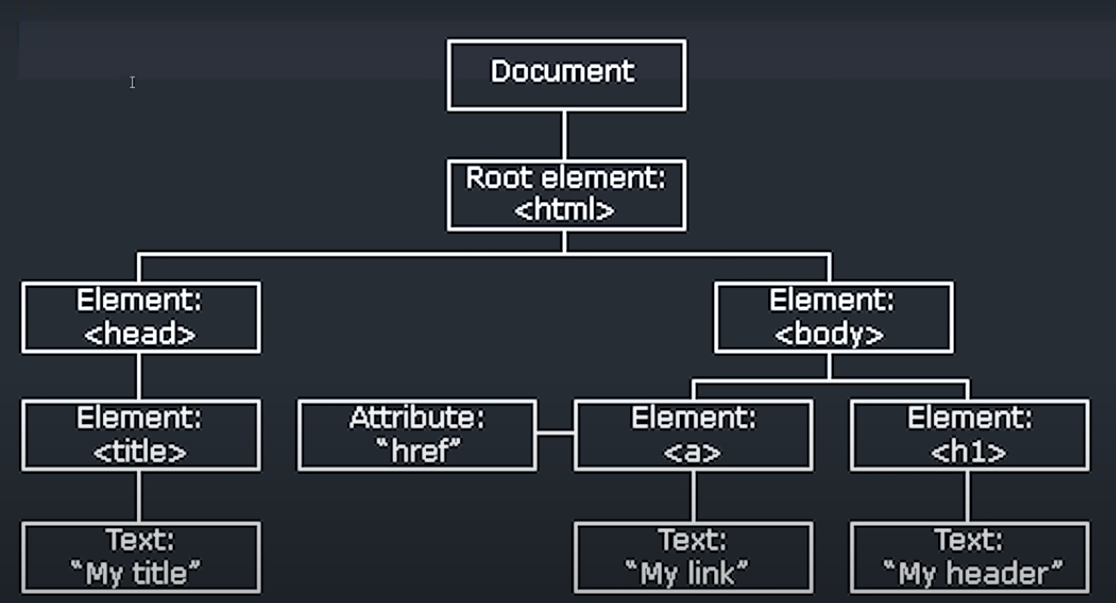 Document
Root element:
<html>
Element:
<head>
Element:
<body>
Element:
<title>
Attribute:
“href”
Element:
<a>
Element:
<h1>
Text:
“My title”
Text:
“My link”
Text:
“My header”